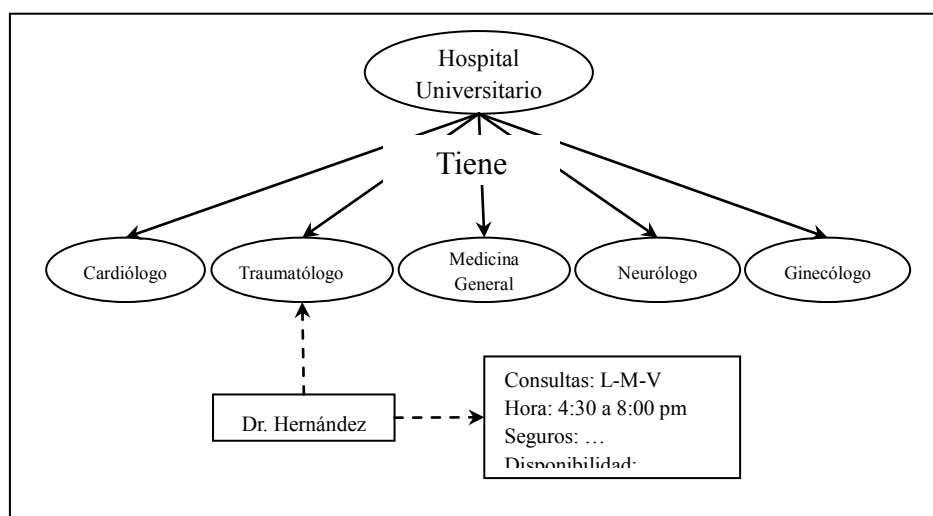 Hospital
Universitario
Tiene
Cardiólogo
Traumatólogo
Medicina
General
Neurólogo
Ginecólogo
Dr. Hernández
Consultas: L-M-V
Hora: 4:30 a 8:00 pm
Seguros: …
Disponibilidad: